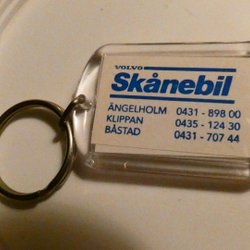 VOLVO
Skånebil
ÄNGELHOLM 0431 - 898 00
KLIPPAN 0435 - 124 30
BÅSTAD 0431 - 707 44